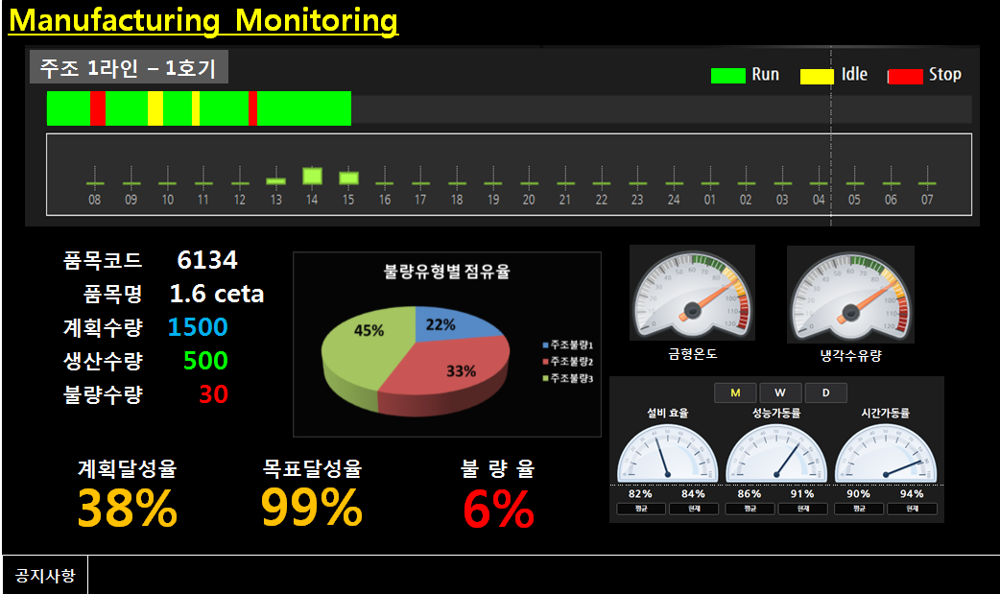 Manufacturing Monitoring
주조 1라인 – 1호기
Run Idle Stop
08 09 10 11 12 13 14 15 16 17 18 19 20 21 22 23 24 01 02 03 04 05 06 07
품목코드 6134
품목명 1.6 ceta
계획수량 1500
생산수량 500
불량수량 30
불량유형별 점유율
45% 22% 33%
주조불량1
주조불량2
주조불량3
금형온도
냉각수유량
M W D
설비 효율 성능가동률 시간가동률
82% 84% 86% 91% 90% 94%
평균 현재 평균 현재 평균 현재
계획달성율 목표달성율 불 량 율
38% 99% 6%
공지사항